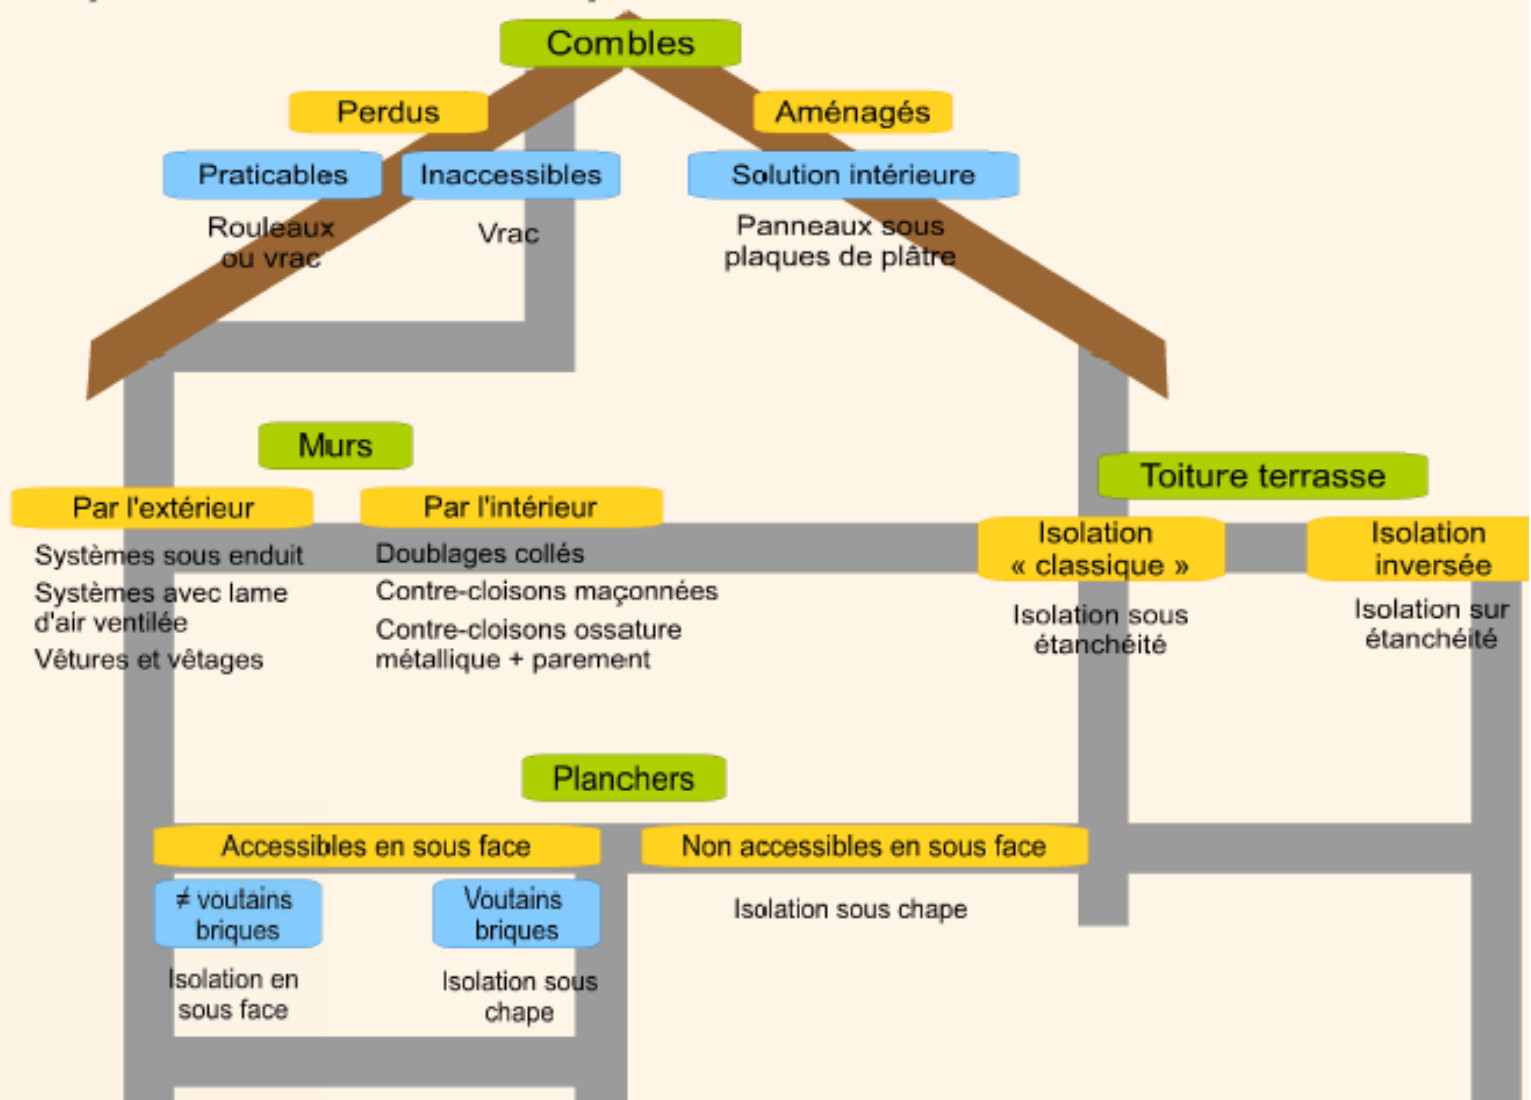 Combles
Perdus
Aménagés
Praticables
Inaccessibles
Solution intérieure
Rouleaux
ou vrac
Vrac
Panneaux sous
plaques de plâtre
Murs
Par l'extérieur
Par l'intérieur
Systèmes sous enduit
Systèmes avec lame
d'air ventilée
Vêtures et vêtages
Doublages collés
Contre-cloisons maçonnées
Contre-cloisons ossature
métallique + parement
Toiture terrasse
Isolation
« classique »
Isolation sous
étanchéité
Isolation
inversée
Isolation sur
étanchéité
Planchers
Accessibles en sous face
Non accessibles en sous face
≠ voutains
briques
Voutains
briques
Isolation en
sous face
Isolation sous
chape
Isolation sous chape